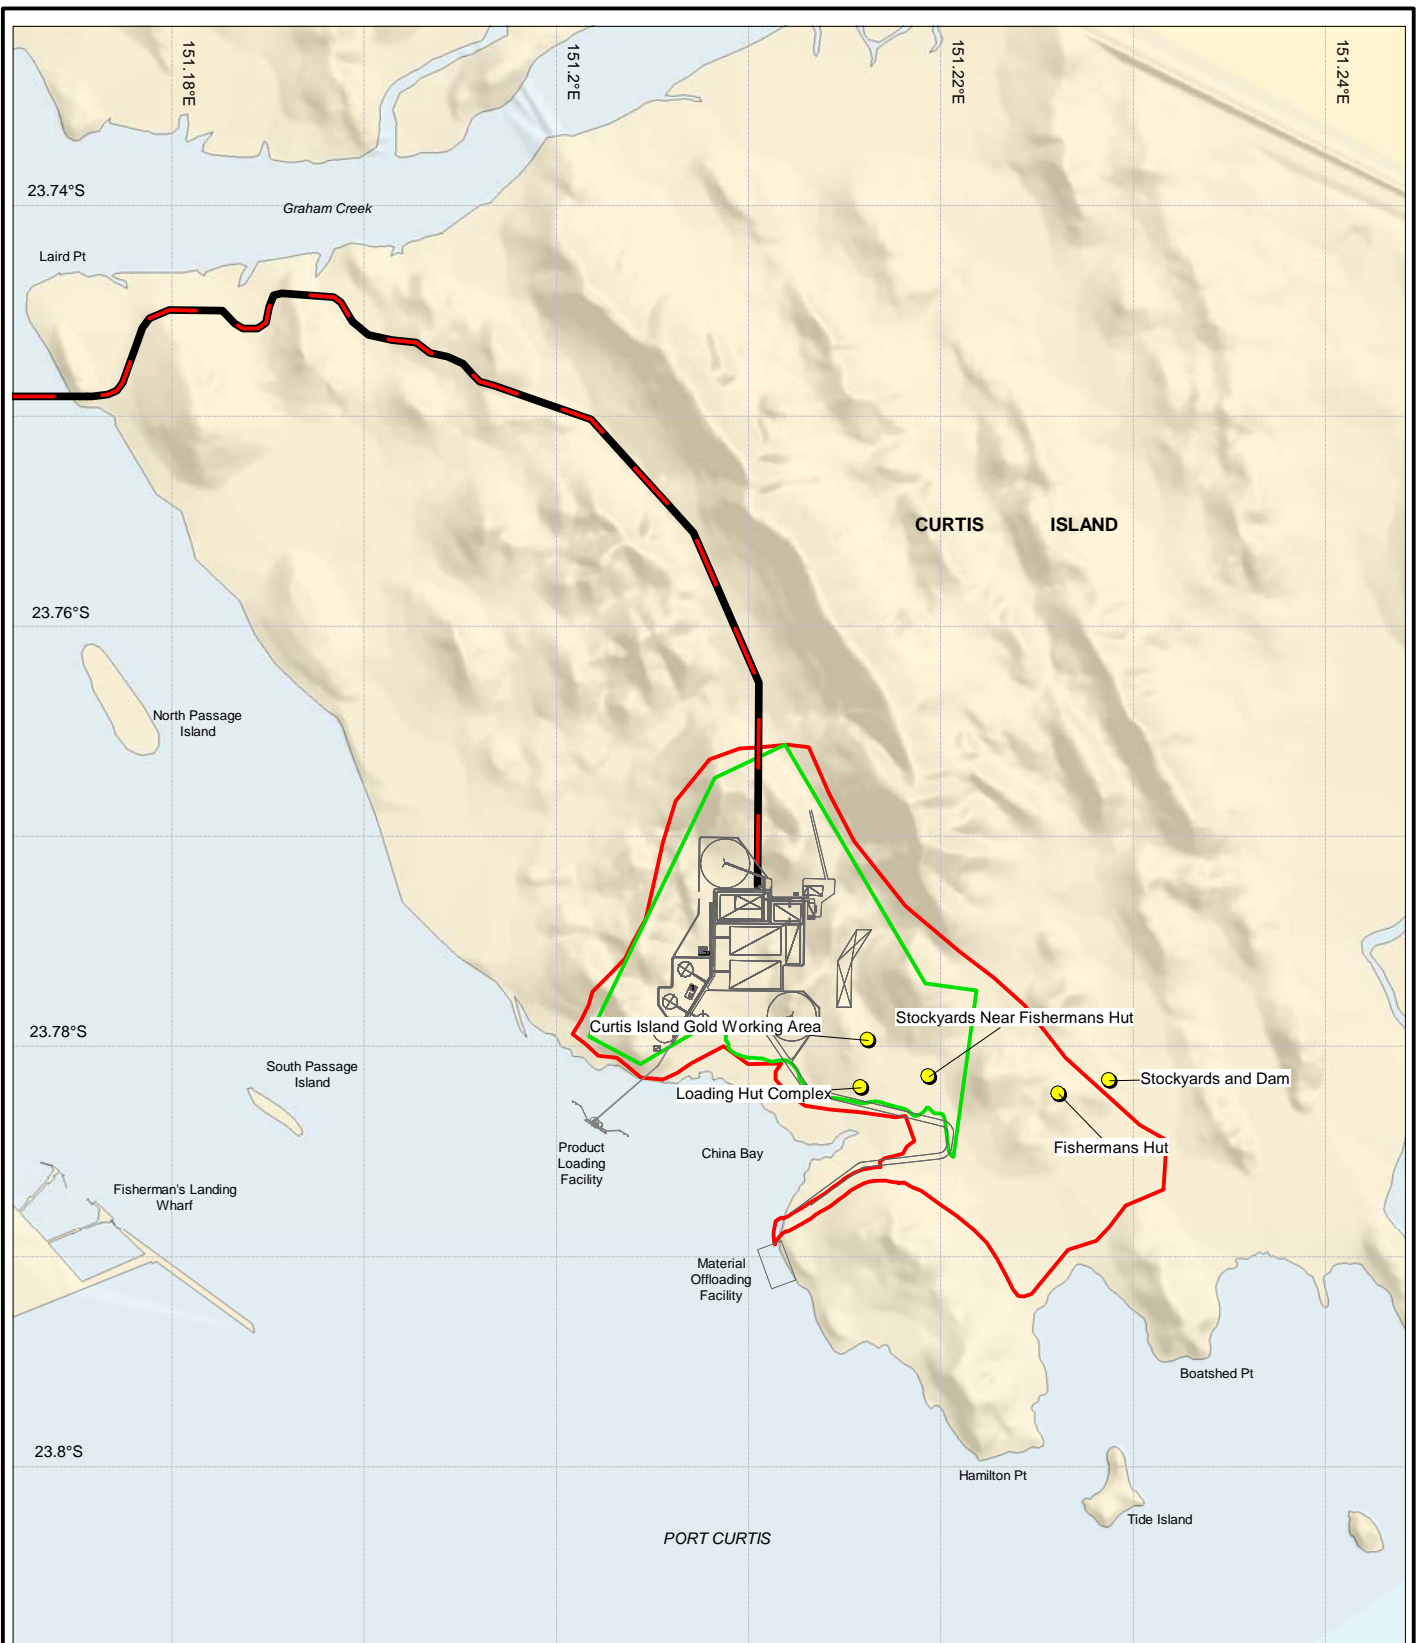 151.18°E
151.2°E
151.22°E
151.24°E
23.74°S
Graham Creek
Laird Pt
CURTIS ISLAND
23.76°S
North Passage
Island
23.78°S
Curtis Island Gold Working Area
Stockyards Near Fishermans Hut
South Passage
Island
Loading Hut Complex
Stockyards and Dam
Fishermans Hut
Product
Loading
Facility
China Bay
Fisherman's Landing
Wharf
Material
Offloading
Facility
Boatshed Pt
23.8°S
Hamilton Pt
Tide Island
PORT CURTIS